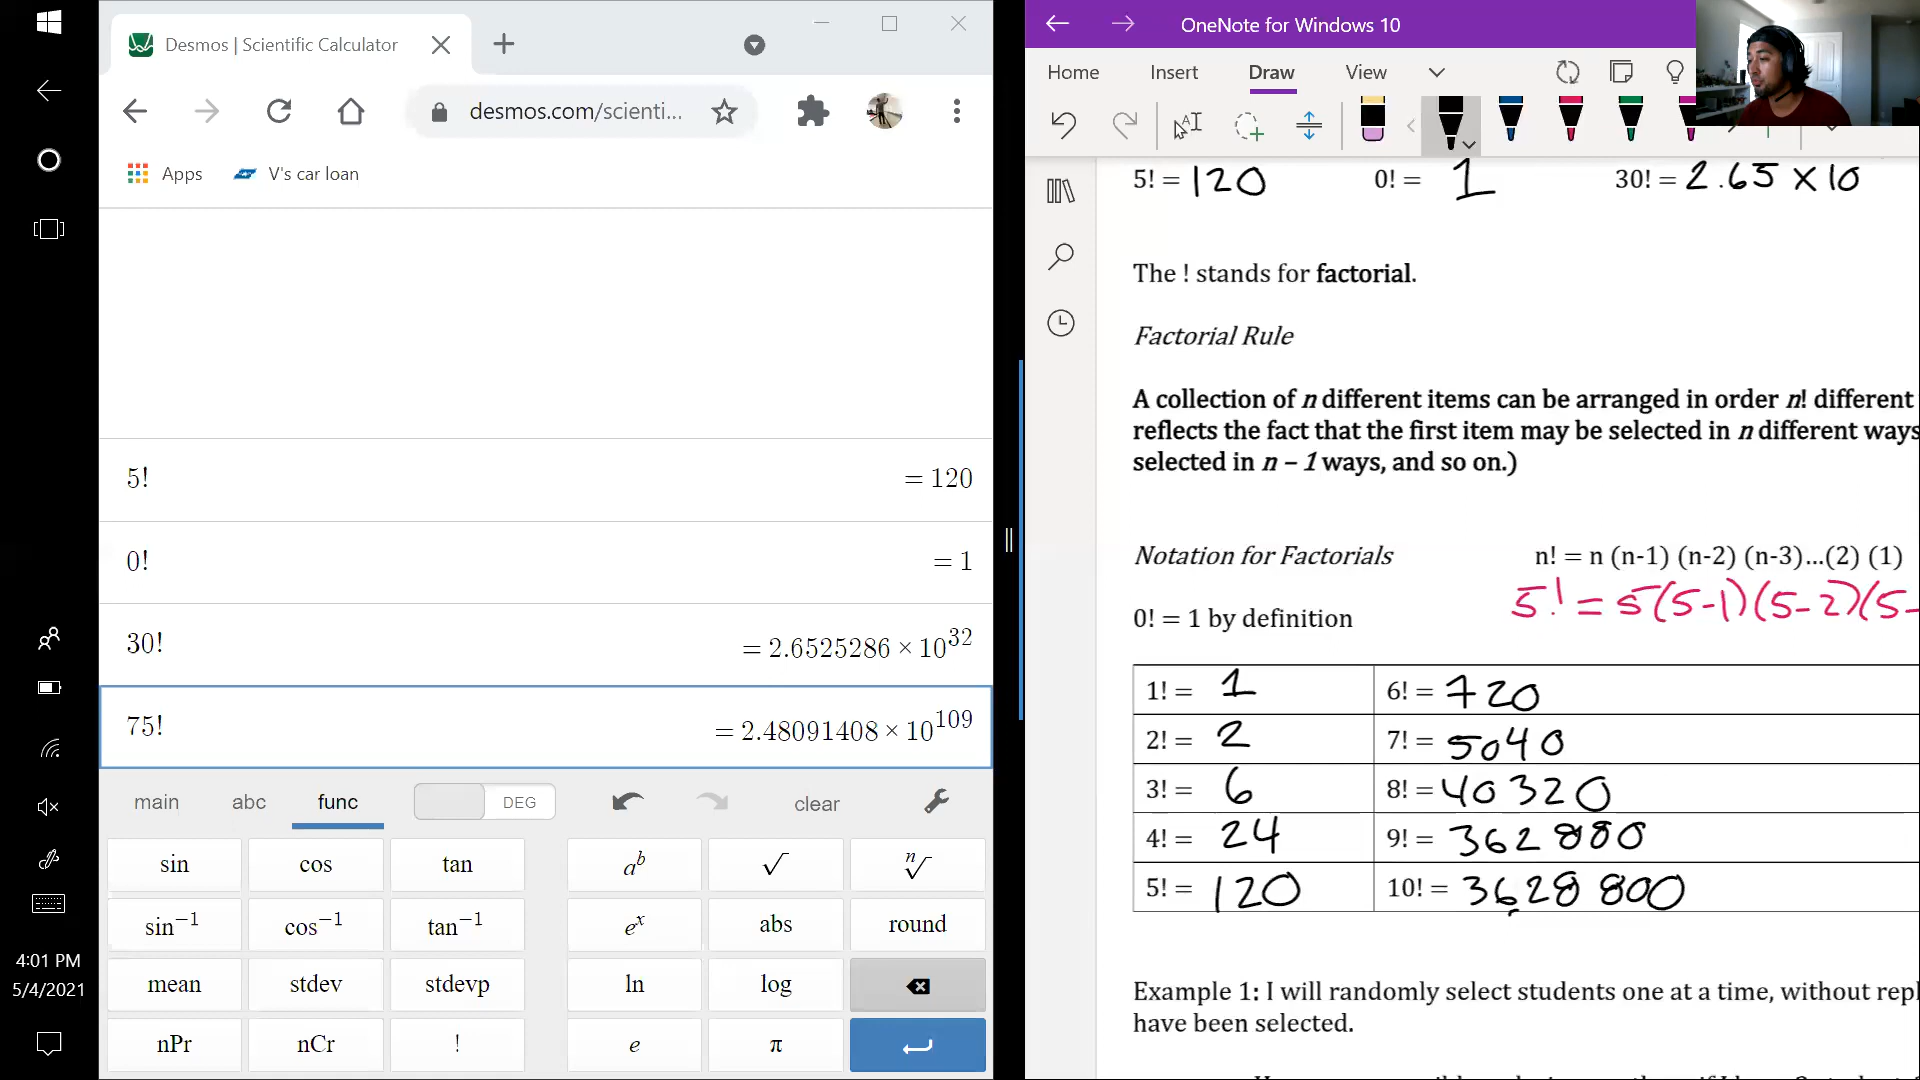 Desmos | Scientific Calculator
desmos.com/scienti...
Apps V's car loan
5! = 120
0! = 1
30! = 2.6525286 × 10^32
75! = 2.48091408 × 10^109
main abc func DEG clear
sin cos tan a^b √ ⁿ√
sin^-1 cos^-1 tan^-1 e^x abs round
mean stdev stdevp ln log
nPr nCr ! e π
4:01 PM
5/4/2021
OneNote for Windows 10
Home Insert Draw View
5! = 120 0! = 1 30! = 2.65 X 10
The ! stands for factorial.
Factorial Rule
A collection of n different items can be arranged in order n! different
reflects the fact that the first item may be selected in n different ways
selected in n – 1 ways, and so on.)
Notation for Factorials n! = n (n-1) (n-2) (n-3)...(2) (1)
5! = 5(5-1)(5-2)(5-
0! = 1 by definition
1! = 1 6! = 720
2! = 2 7! = 5040
3! = 6 8! = 40320
4! = 24 9! = 362880
5! = 120 10! = 3628800
Example 1: I will randomly select students one at a time, without repl
have been selected.